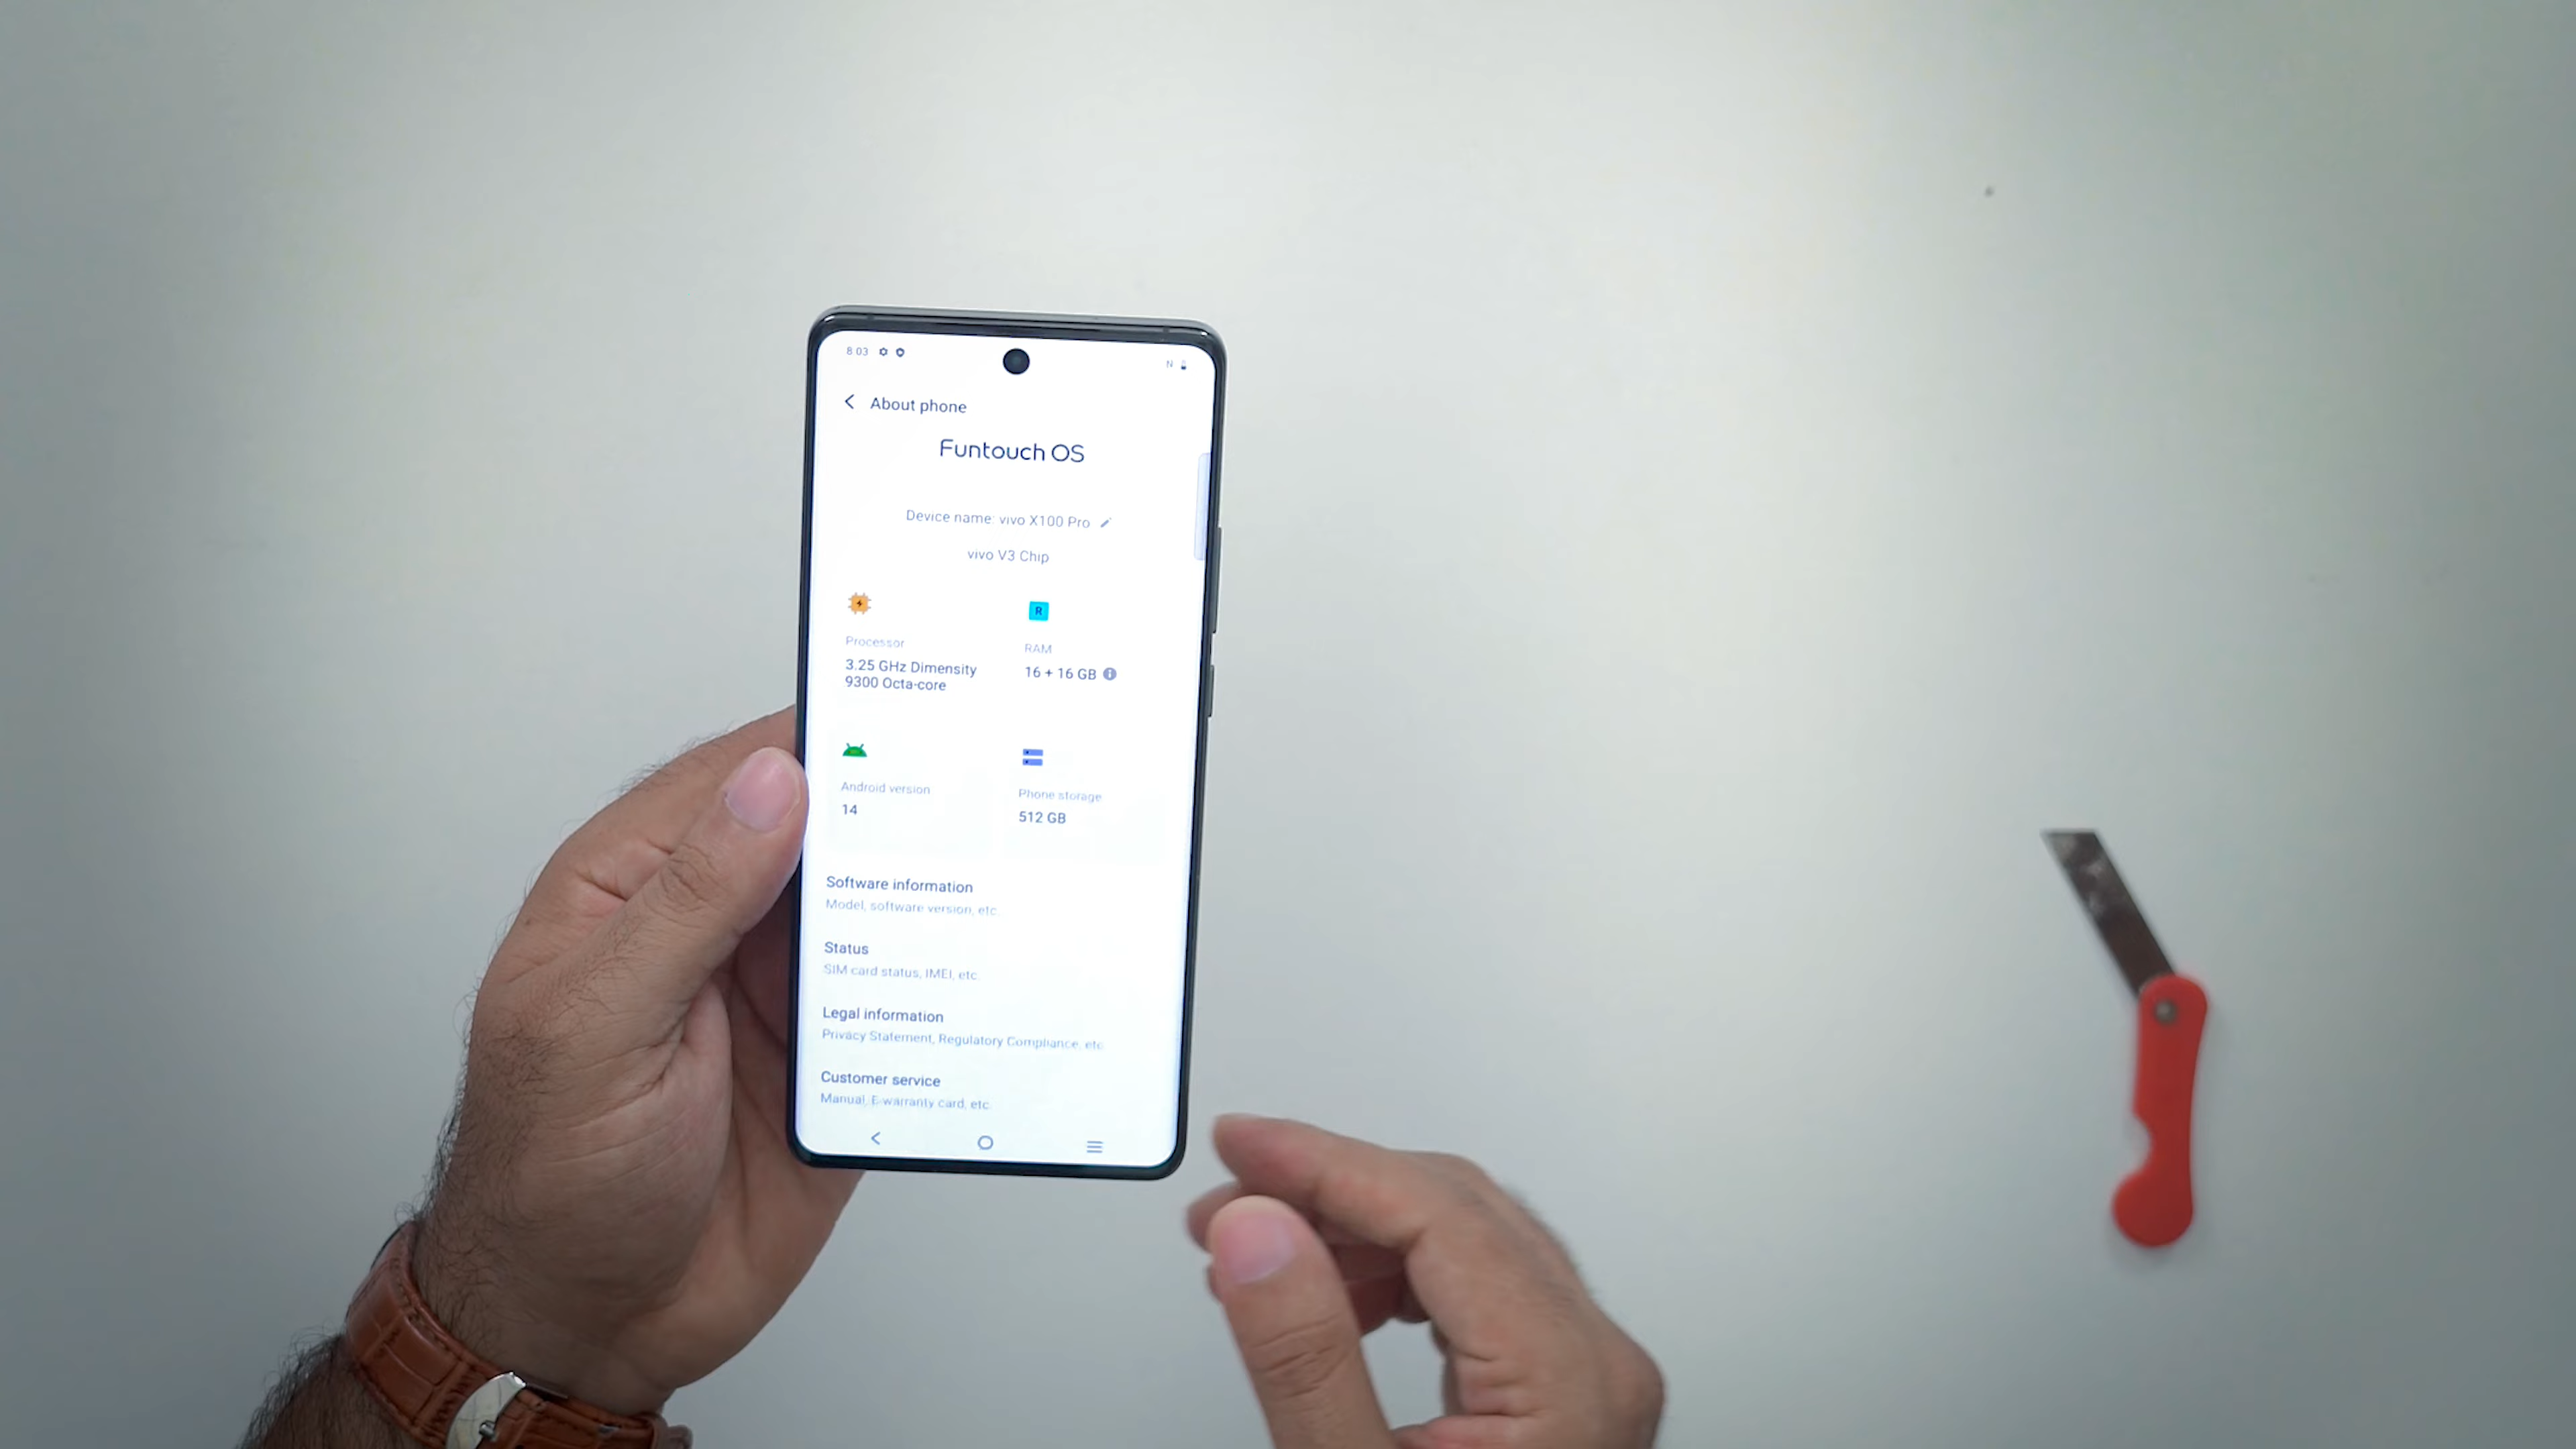 8:03
N
About phone
Funtouch OS
Device name: vivo X100 Pro
vivo V3 Chip
R
Processor
3.25 GHz Dimensity
9300 Octa-core
RAM
16 + 16 GB
Android version
14
Phone storage
512 GB
Software information
Model, software version, etc.
Status
SIM card status, IMEI, etc.
Legal information
Privacy Statement, Regulatory Compliance, etc.
Customer service
Manual, E-warranty card, etc.